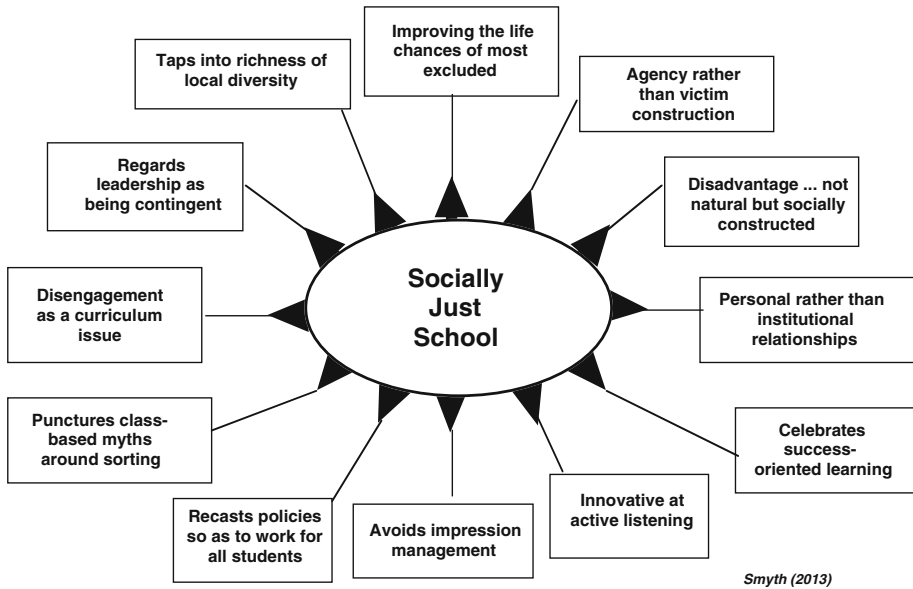 Improving the life
chances of most
excluded
Taps into richness of
local diversity
Agency rather
than victim
construction
Regards
leadership as
being contingent
Disadvantage ... not
natural but socially
constructed
Socially
Just
School
Disengagement
as a curriculum
issue
Personal rather than
institutional
relationships
Punctures class-
based myths
around sorting
Celebrates
success-
oriented learning
Recasts policies
so as to work for
all students
Avoids impression
management
Innovative at
active listening
Smyth (2013)